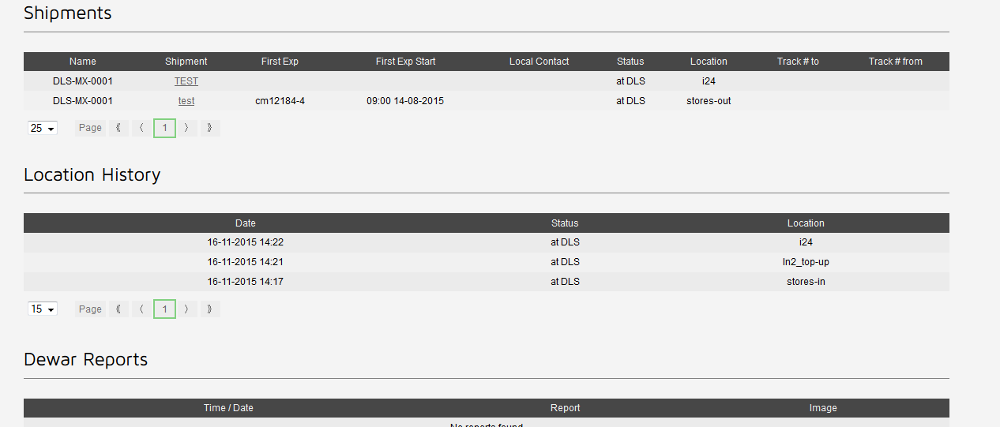 Shipments
Name Shipment First Exp First Exp Start Local Contact Status Location Track # to Track # from
DLS-MX-0001 TEST at DLS i24
DLS-MX-0001 test cm12184-4 09:00 14-08-2015 at DLS stores-out
25 Page 《 〈 1 〉 》
Location History
Date Status Location
16-11-2015 14:22 at DLS i24
16-11-2015 14:21 at DLS ln2_top-up
16-11-2015 14:17 at DLS stores-in
15 Page 《 〈 1 〉 》
Dewar Reports
Time / Date Report Image
No reports found